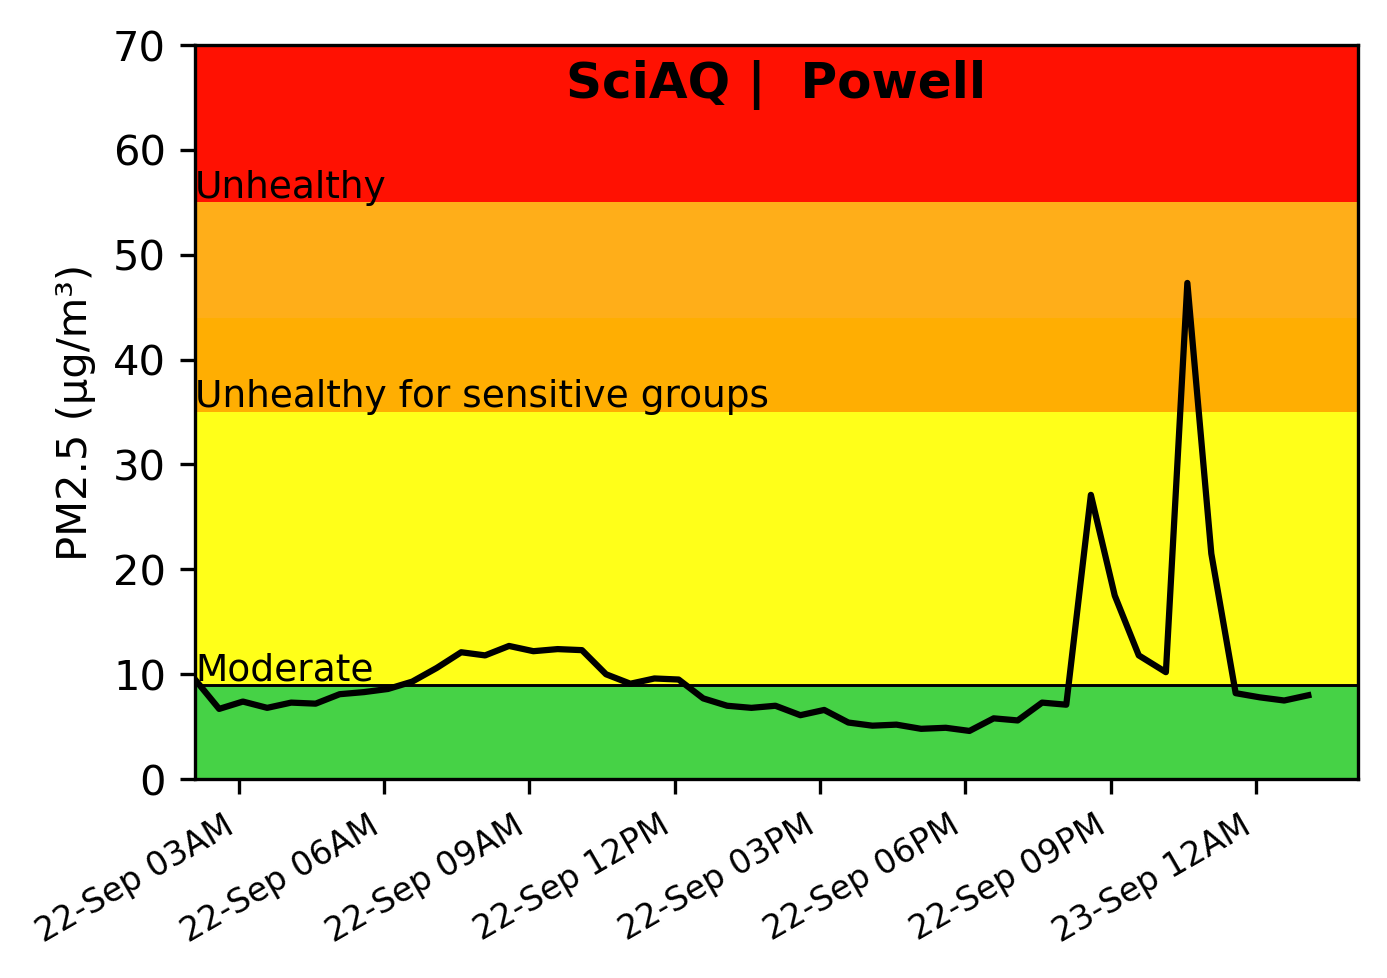 SciAQ |  Powell
70
60
50
40
30
20
10
0
PM2.5 (µg/m³)
Unhealthy
Unhealthy for sensitive groups
Moderate
22-Sep 03AM
22-Sep 06AM
22-Sep 09AM
22-Sep 12PM
22-Sep 03PM
22-Sep 06PM
22-Sep 09PM
23-Sep 12AM